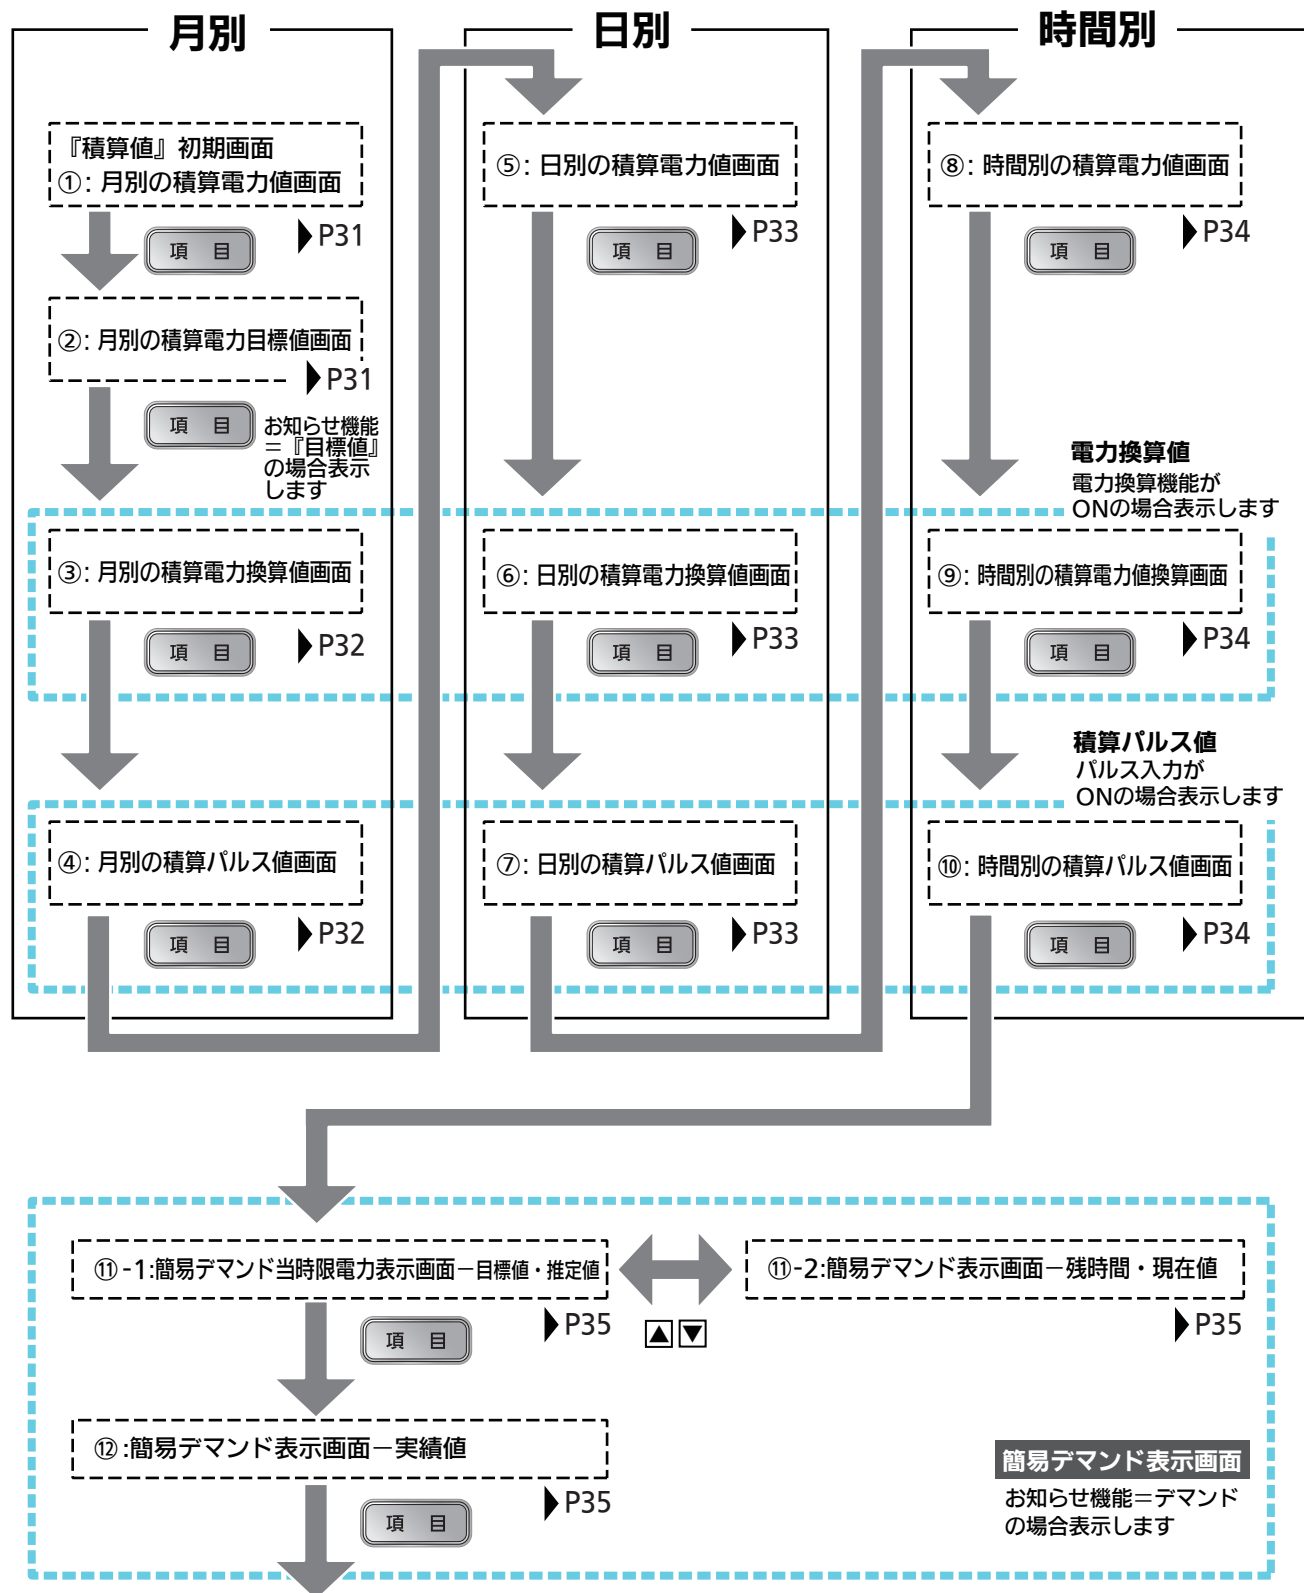 月別
『積算値』初期画面
①: 月別の積算電力値画面
項 目
P31
②: 月別の積算電力目標値画面
P31
項 目
お知らせ機能
＝『目標値』
の場合表示
します
③: 月別の積算電力換算値画面
項 目
P32
④: 月別の積算パルス値画面
項 目
P32
日別
⑤: 日別の積算電力値画面
項 目
P33
⑥: 日別の積算電力換算値画面
項 目
P33
⑦: 日別の積算パルス値画面
項 目
P33
時間別
⑧: 時間別の積算電力値画面
項 目
P34
電力換算値
電力換算機能が
ONの場合表示します
⑨: 時間別の積算電力値換算画面
項 目
P34
積算パルス値
パルス入力が
ONの場合表示します
⑩: 時間別の積算パルス値画面
項 目
P34
⑪-1:簡易デマンド当時限電力表示画面－目標値・推定値
項 目
P35
▲▼
⑪-2:簡易デマンド表示画面－残時間・現在値
P35
⑫:簡易デマンド表示画面－実績値
項 目
P35
簡易デマンド表示画面
お知らせ機能＝デマンド
の場合表示します